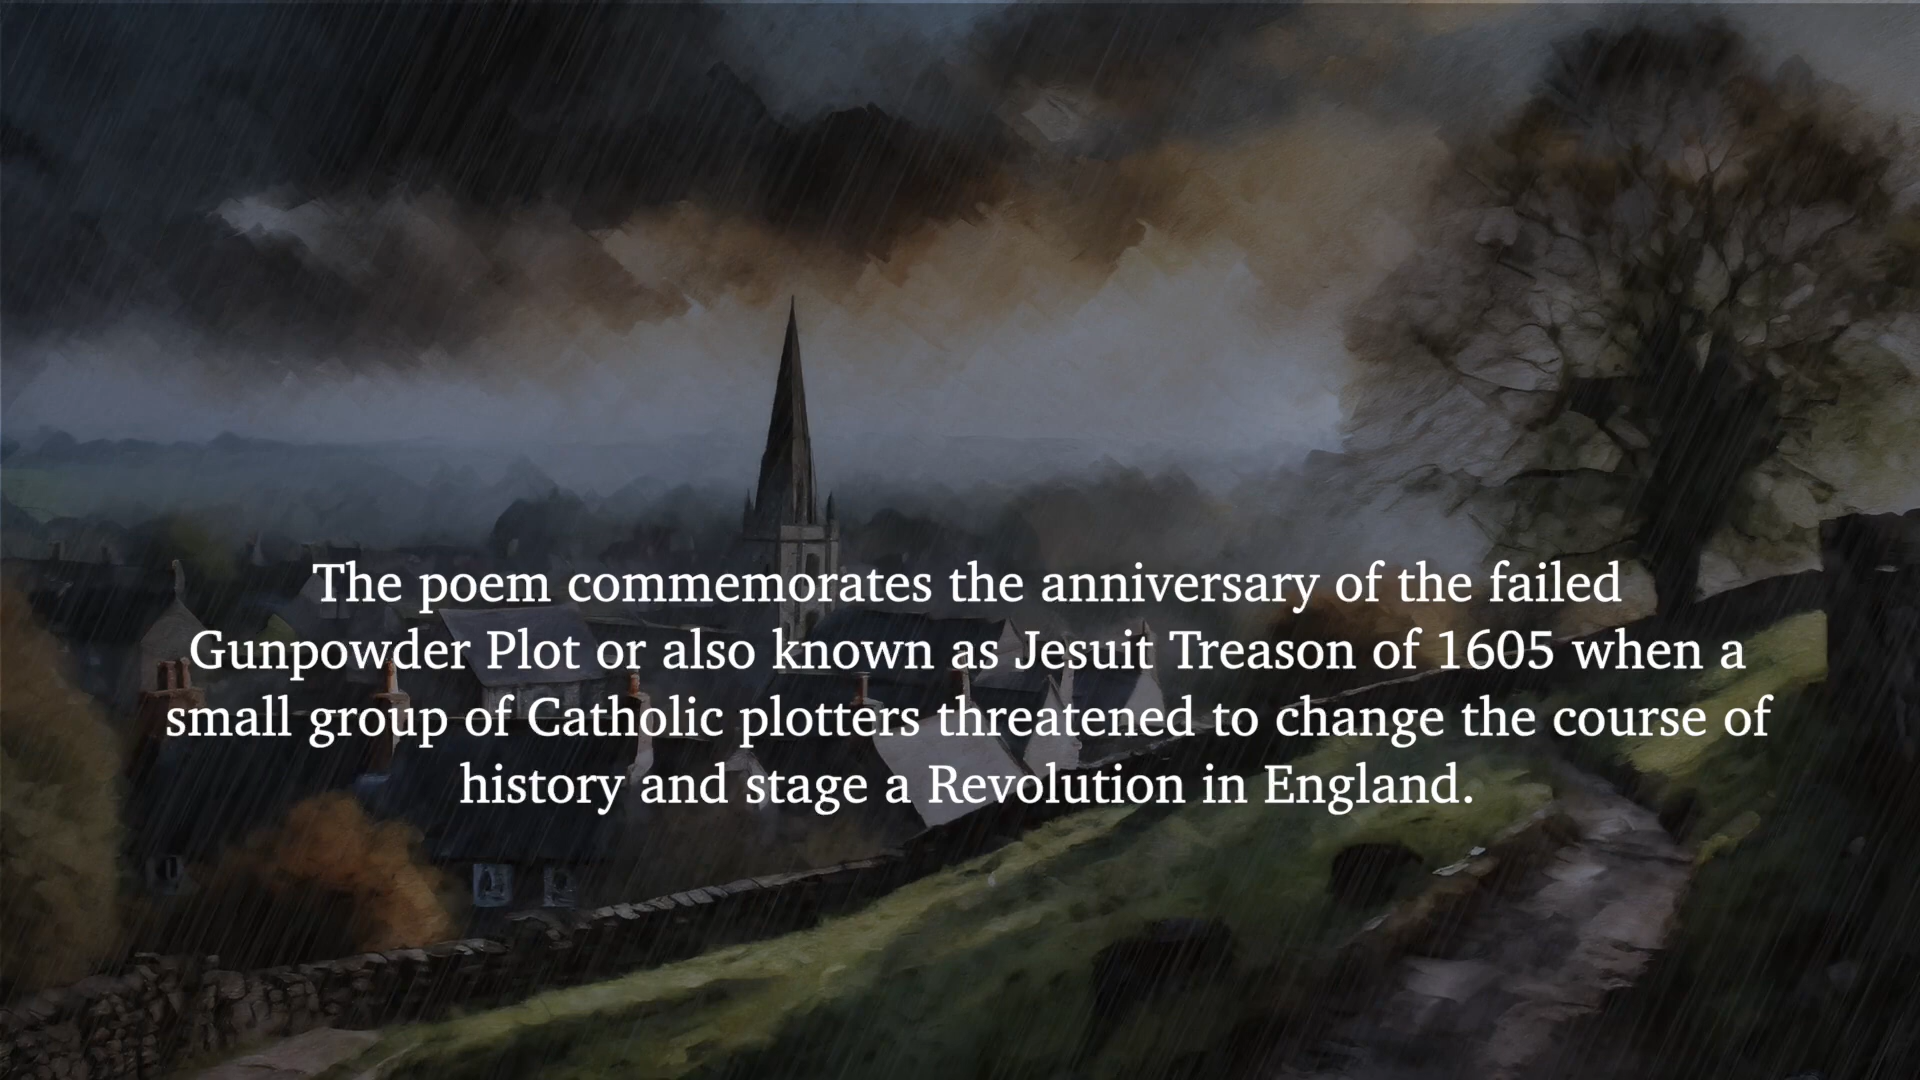 The poem commemorates the anniversary of the failed
Gunpowder Plot or also known as Jesuit Treason of 1605 when a
small group of Catholic plotters threatened to change the course of
history and stage a Revolution in England.